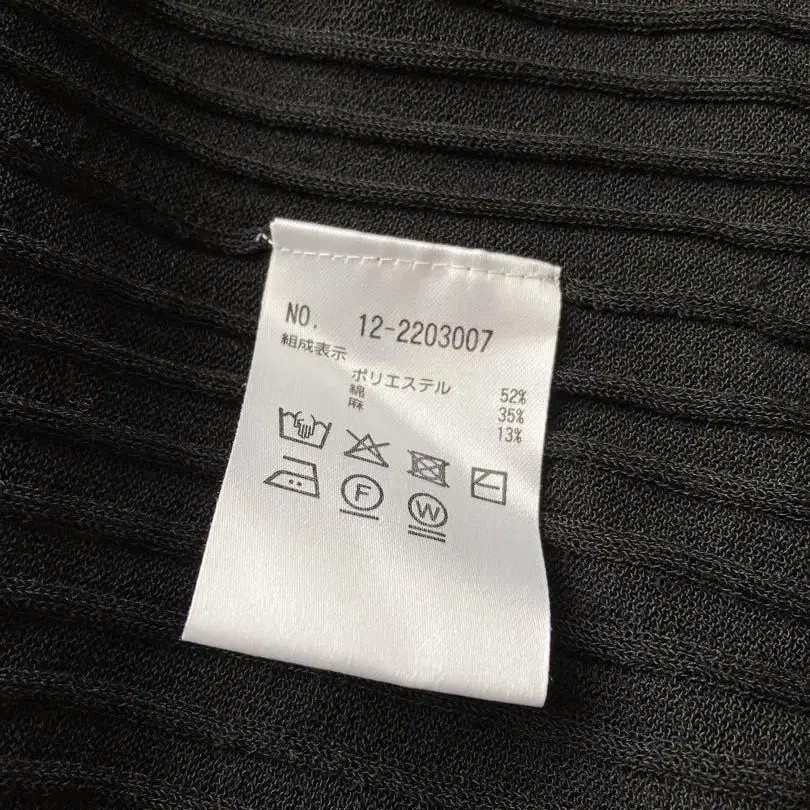 NO. 12-2203007
組成表示
ポリエステル 52%
綿 35%
麻 13%
F W